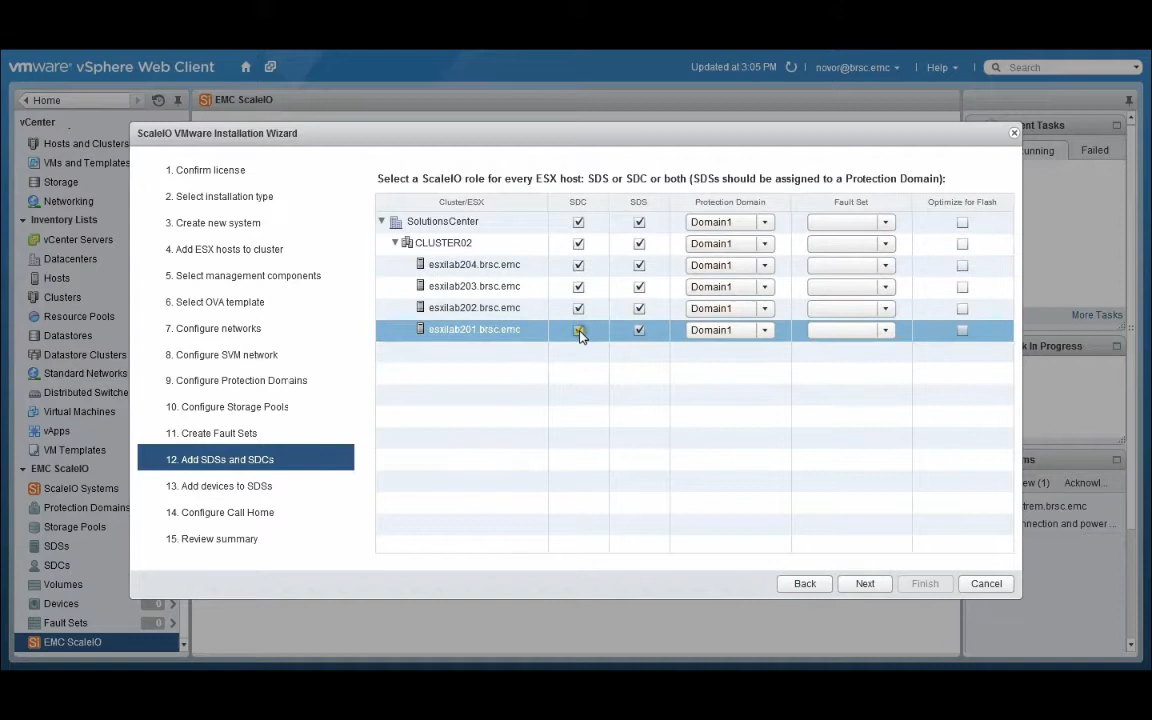 vmware® vSphere Web Client
Updated at 3:05 PM
novor@brsc.emc
Help
Search
Home
EMC ScaleIO
vCenter
Hosts and Clusters
VMs and Templates
Storage
Networking
Inventory Lists
vCenter Servers
Datacenters
Hosts
Clusters
Resource Pools
Datastores
Datastore Clusters
Standard Networks
Distributed Switche
Virtual Machines
vApps
VM Templates
EMC ScaleIO
ScaleIO Systems
Protection Domains
Storage Pools
SDSs
SDCs
Volumes
Devices 0
Fault Sets 0
EMC ScaleIO
ScaleIO VMware Installation Wizard
1. Confirm license
2. Select installation type
3. Create new system
4. Add ESX hosts to cluster
5. Select management components
6. Select OVA template
7. Configure networks
8. Configure SVM network
9. Configure Protection Domains
10. Configure Storage Pools
11. Create Fault Sets
12. Add SDSs and SDCs
13. Add devices to SDSs
14. Configure Call Home
15. Review summary
Select a ScaleIO role for every ESX host: SDS or SDC or both (SDSs should be assigned to a Protection Domain):
Cluster/ESX SDC SDS Protection Domain Fault Set Optimize for Flash
SolutionsCenter Domain1
CLUSTER02 Domain1
esxilab204.brsc.emc Domain1
esxilab203.brsc.emc Domain1
esxilab202.brsc.emc Domain1
esxilab201.brsc.emc Domain1
Back Next Finish Cancel
ent Tasks
unning Failed
More Tasks
k In Progress
ms
ew (1) Acknowl...
trem.brsc.emc
nnection and power ...